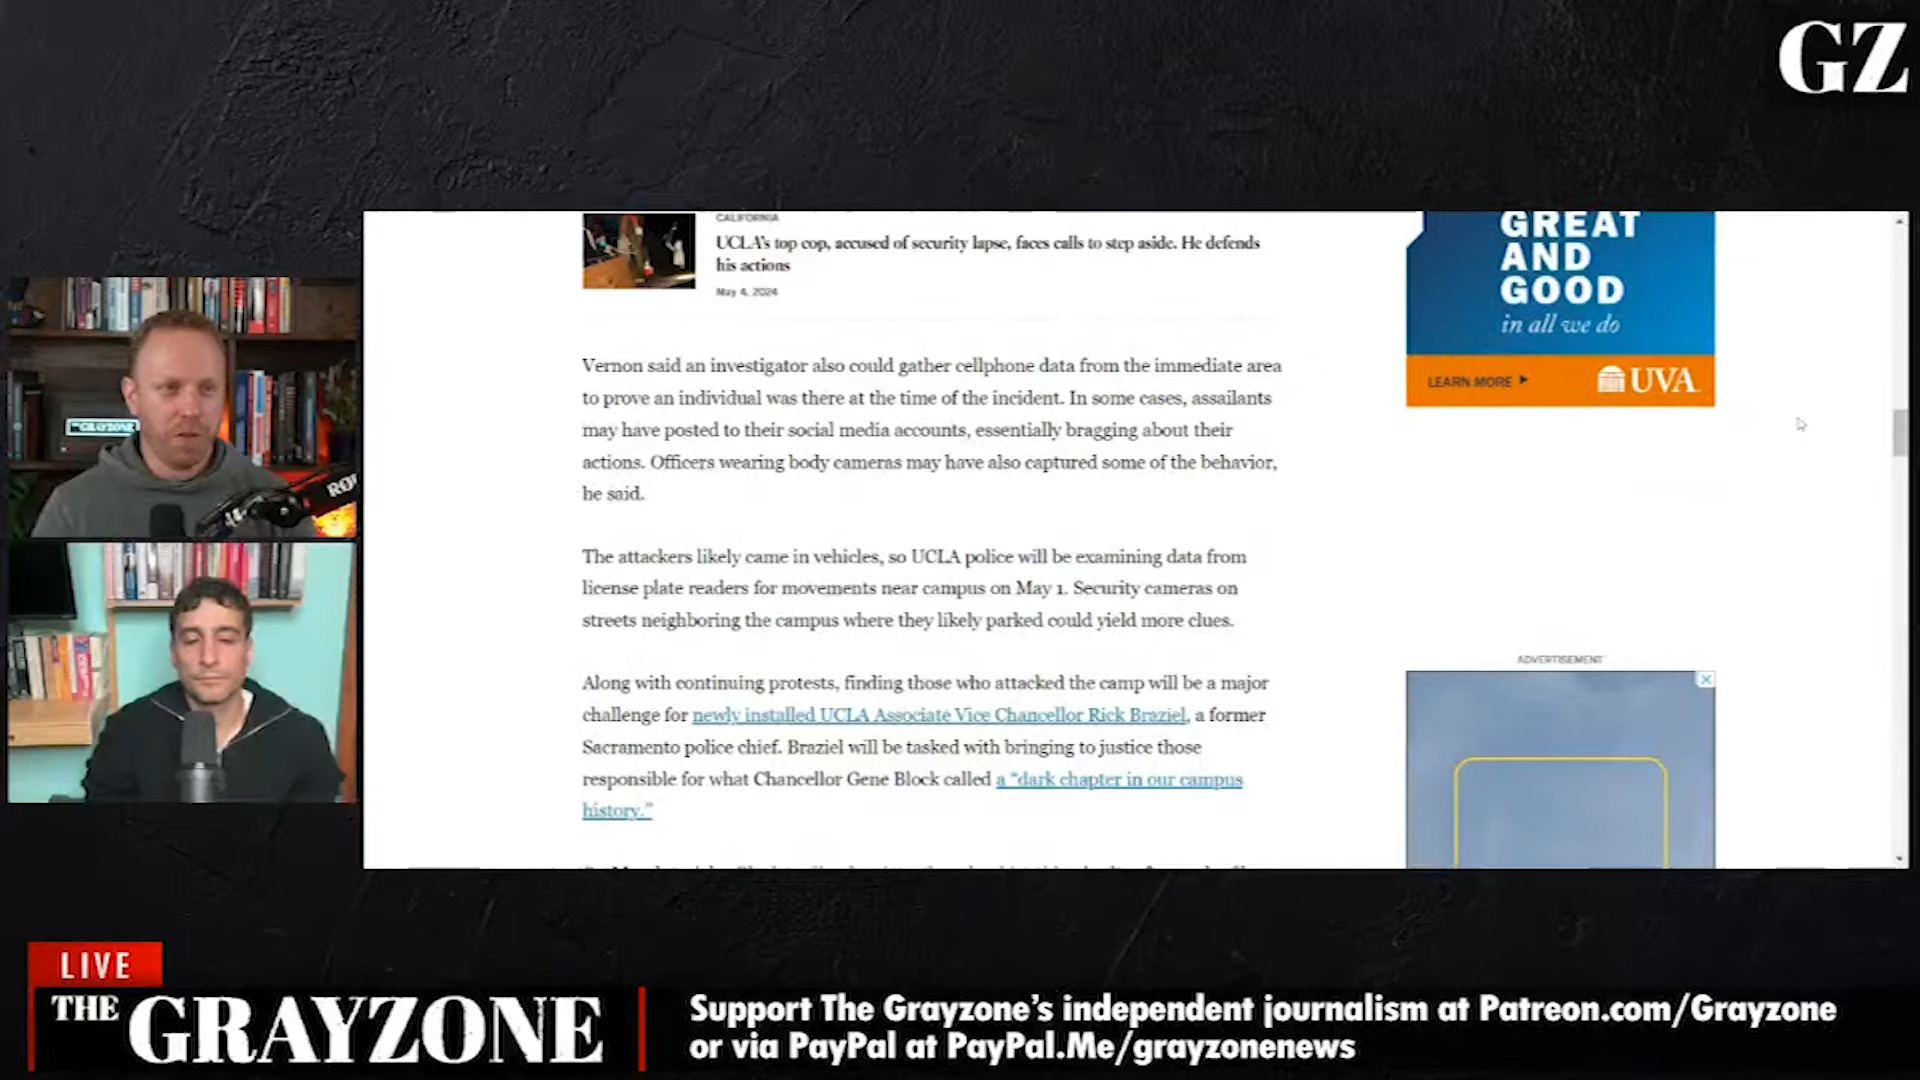 GZ
CALIFORNIA
UCLA's top cop, accused of security lapse, faces calls to step aside. He defends
his actions
May 4, 2024
Vernon said an investigator also could gather cellphone data from the immediate area
to prove an individual was there at the time of the incident. In some cases, assailants
may have posted to their social media accounts, essentially bragging about their
actions. Officers wearing body cameras may have also captured some of the behavior,
he said.
The attackers likely came in vehicles, so UCLA police will be examining data from
license plate readers for movements near campus on May 1. Security cameras on
streets neighboring the campus where they likely parked could yield more clues.
Along with continuing protests, finding those who attacked the camp will be a major
challenge for newly installed UCLA Associate Vice Chancellor Rick Braziel, a former
Sacramento police chief. Braziel will be tasked with bringing to justice those
responsible for what Chancellor Gene Block called a "dark chapter in our campus
history."
GREAT
AND
GOOD
in all we do
LEARN MORE
UVA
ADVERTISEMENT
THE GRAYZONE
LIVE
THE GRAYZONE
Support The Grayzone's independent journalism at Patreon.com/Grayzone
or via PayPal at PayPal.Me/grayzonenews